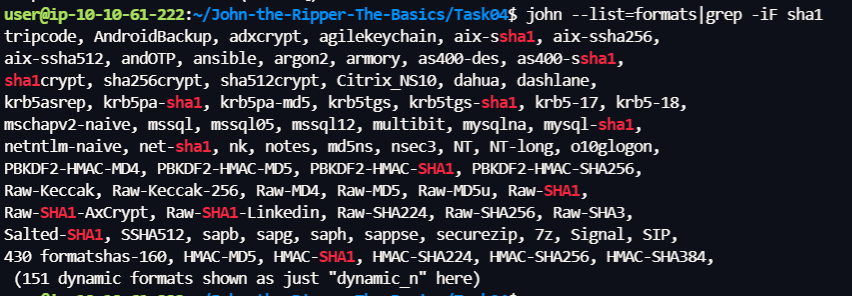 user@ip-10-10-61-222:~/John-the-Ripper-The-Basics/Task04$ john --list=formats|grep -iF sha1
tripcode, AndroidBackup, adxcrypt, agilekeychain, aix-ssha1, aix-ssha256,
aix-ssha512, andOTP, ansible, argon2, armory, as400-des, as400-ssha1,
sha1crypt, sha256crypt, sha512crypt, Citrix_NS10, dahua, dashlane,
krb5asrep, krb5pa-sha1, krb5pa-md5, krb5tgs, krb5tgs-sha1, krb5-17, krb5-18,
mschapv2-naive, mssql, mssql05, mssql12, multibit, mysqlna, mysql-sha1,
netntlm-naive, net-sha1, nk, notes, md5ns, nsec3, NT, NT-long, o10glogon,
PBKDF2-HMAC-MD4, PBKDF2-HMAC-MD5, PBKDF2-HMAC-SHA1, PBKDF2-HMAC-SHA256,
Raw-Keccak, Raw-Keccak-256, Raw-MD4, Raw-MD5, Raw-MD5u, Raw-SHA1,
Raw-SHA1-AxCrypt, Raw-SHA1-Linkedin, Raw-SHA224, Raw-SHA256, Raw-SHA3,
Salted-SHA1, SSHA512, sapb, sapg, saph, sappse, securezip, 7z, Signal, SIP,
430 formatshas-160, HMAC-MD5, HMAC-SHA1, HMAC-SHA224, HMAC-SHA256, HMAC-SHA384,
(151 dynamic formats shown as just "dynamic_n" here)